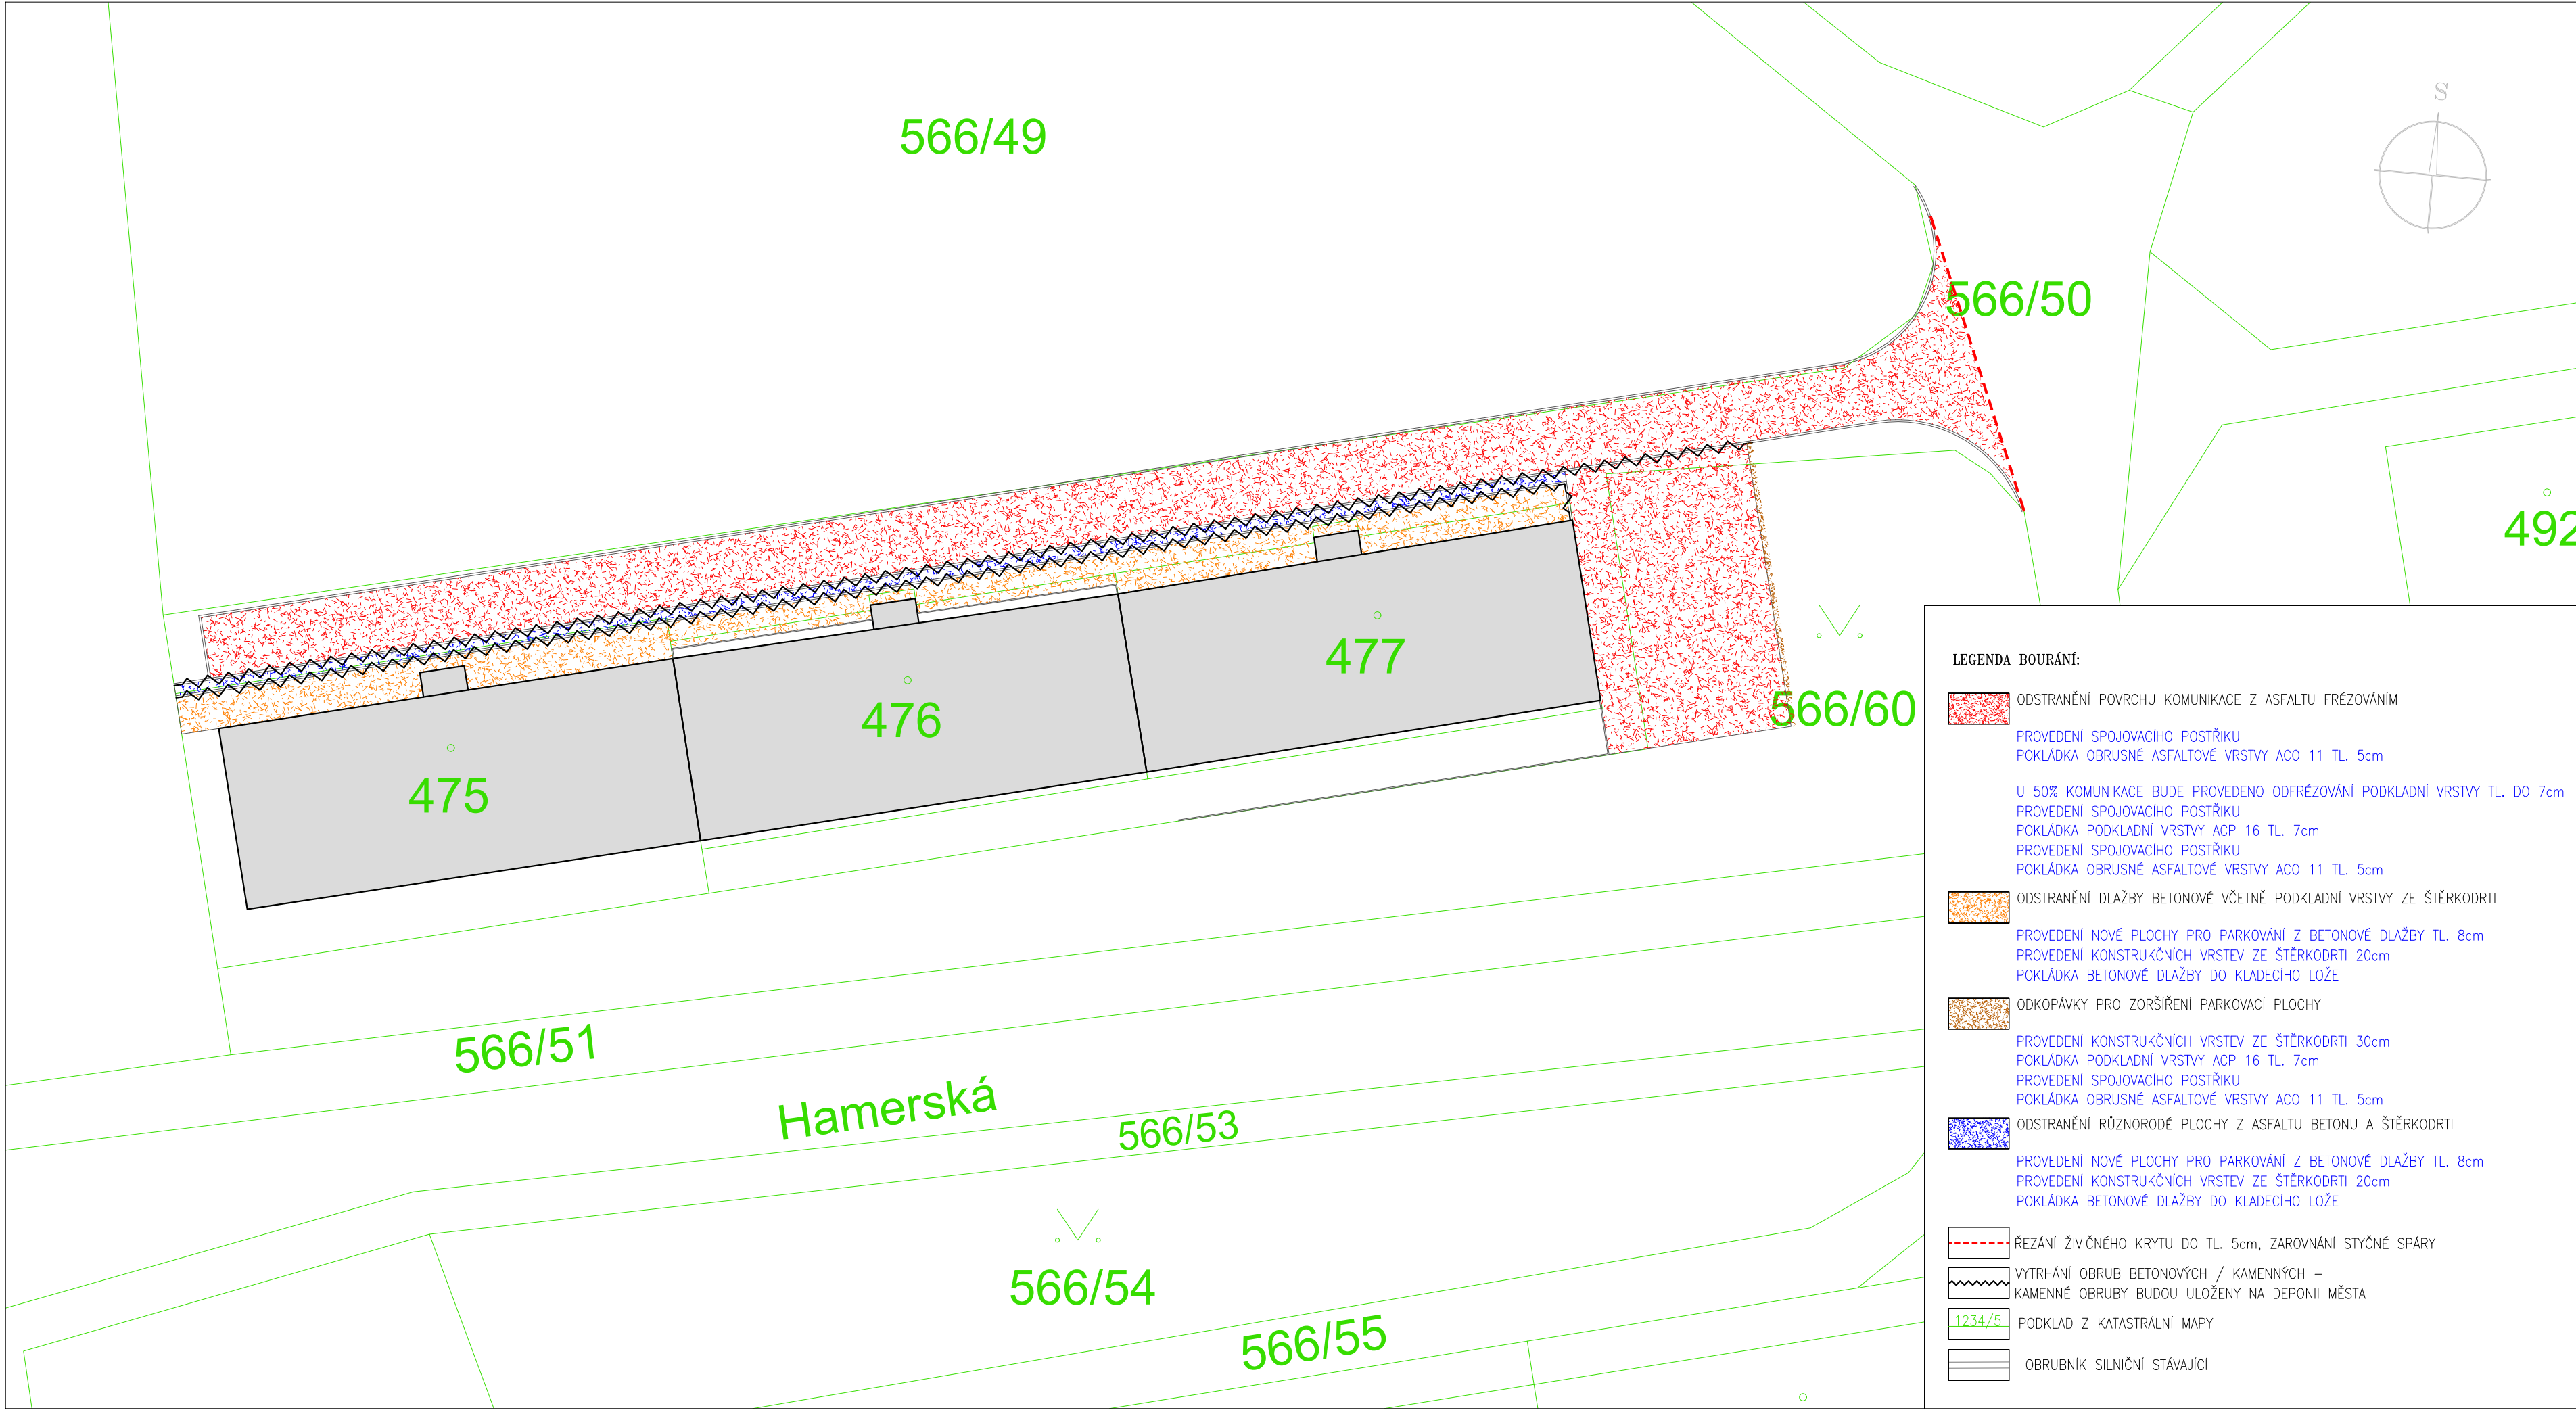 S
566/49
566/50
492
477
566/60
476
475
566/51
Hamerská
566/53
566/54
566/55
LEGENDA BOURÁNÍ:
ODSTRANĚNÍ POVRCHU KOMUNIKACE Z ASFALTU FRÉZOVÁNÍM
PROVEDENÍ SPOJOVACÍHO POSTŘIKU
POKLÁDKA OBRUSNÉ ASFALTOVÉ VRSTVY ACO 11 TL. 5cm
U 50% KOMUNIKACE BUDE PROVEDENO ODFRÉZOVÁNÍ PODKLADNÍ VRSTVY TL. DO 7cm
PROVEDENÍ SPOJOVACÍHO POSTŘIKU
POKLÁDKA PODKLADNÍ VRSTVY ACP 16 TL. 7cm
PROVEDENÍ SPOJOVACÍHO POSTŘIKU
POKLÁDKA OBRUSNÉ ASFALTOVÉ VRSTVY ACO 11 TL. 5cm
ODSTRANĚNÍ DLAŽBY BETONOVÉ VČETNĚ PODKLADNÍ VRSTVY ZE ŠTĚRKODRTI
PROVEDENÍ NOVÉ PLOCHY PRO PARKOVÁNÍ Z BETONOVÉ DLAŽBY TL. 8cm
PROVEDENÍ KONSTRUKČNÍCH VRSTEV ZE ŠTĚRKODRTI 20cm
POKLÁDKA BETONOVÉ DLAŽBY DO KLADECÍHO LOŽE
ODKOPÁVKY PRO ZORŠÍŘENÍ PARKOVACÍ PLOCHY
PROVEDENÍ KONSTRUKČNÍCH VRSTEV ZE ŠTĚRKODRTI 30cm
POKLÁDKA PODKLADNÍ VRSTVY ACP 16 TL. 7cm
PROVEDENÍ SPOJOVACÍHO POSTŘIKU
POKLÁDKA OBRUSNÉ ASFALTOVÉ VRSTVY ACO 11 TL. 5cm
ODSTRANĚNÍ RŮZNORODÉ PLOCHY Z ASFALTU BETONU A ŠTĚRKODRTI
PROVEDENÍ NOVÉ PLOCHY PRO PARKOVÁNÍ Z BETONOVÉ DLAŽBY TL. 8cm
PROVEDENÍ KONSTRUKČNÍCH VRSTEV ZE ŠTĚRKODRTI 20cm
POKLÁDKA BETONOVÉ DLAŽBY DO KLADECÍHO LOŽE
ŘEZÁNÍ ŽIVIČNÉHO KRYTU DO TL. 5cm, ZAROVNÁNÍ STYČNÉ SPÁRY
VYTRHÁNÍ OBRUB BETONOVÝCH / KAMENNÝCH –
KAMENNÉ OBRUBY BUDOU ULOŽENY NA DEPONII MĚSTA
1234/5 PODKLAD Z KATASTRÁLNÍ MAPY
OBRUBNÍK SILNIČNÍ STÁVAJÍCÍ